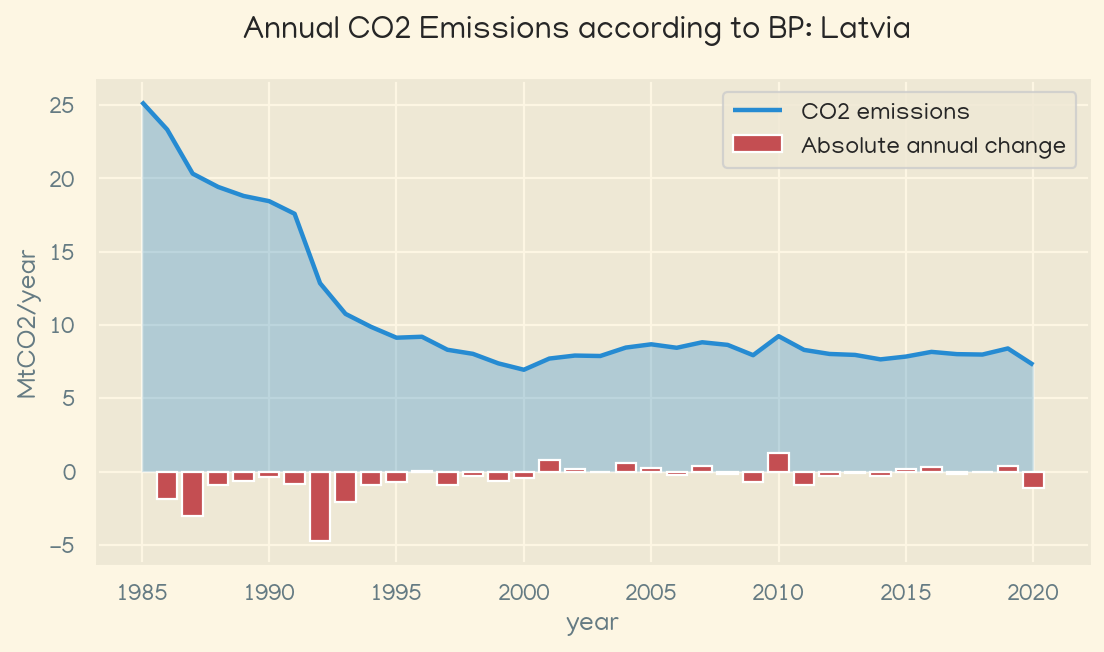 Annual CO2 Emissions according to BP: Latvia
CO2 emissions
Absolute annual change
MtCO2/year
25
20
15
10
5
0
−5
1985 1990 1995 2000 2005 2010 2015 2020
year